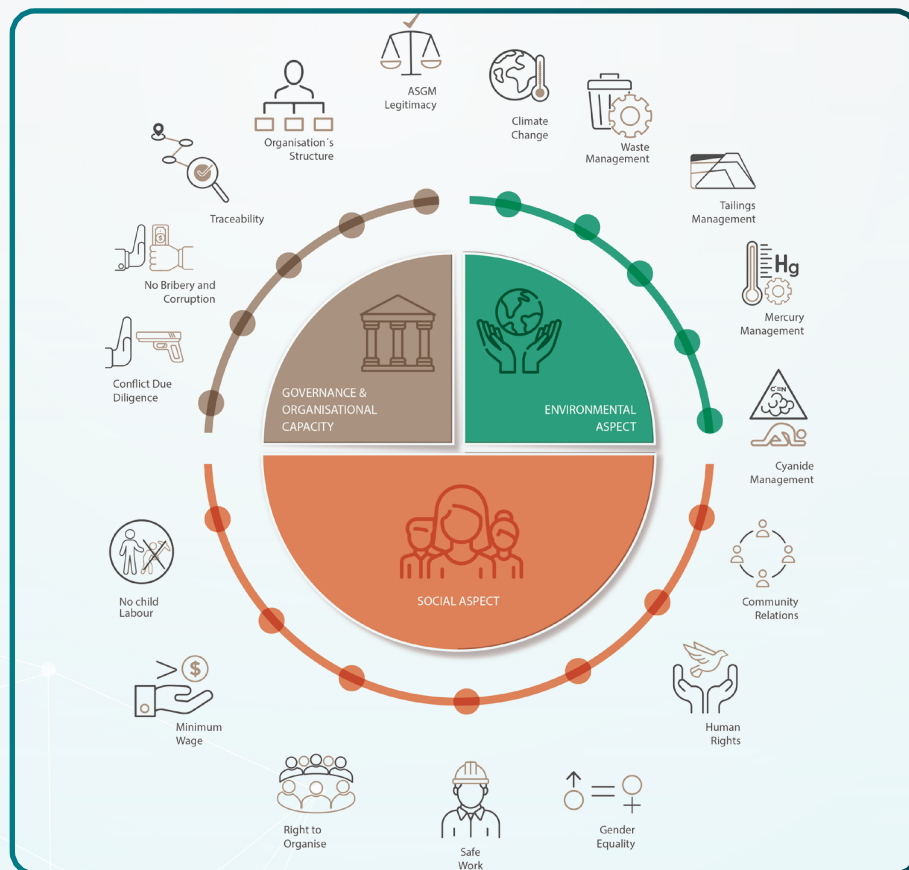 ASGM
Legitimacy
Climate
Change
Organisation´s
Structure
Waste
Management
Traceability
Tailings
Management
No Bribery and
Corruption
Hg
Mercury
Management
Conflict Due
Diligence
GOVERNANCE &
ORGANISATIONAL
CAPACITY
ENVIRONMENTAL
ASPECT
C≡N
Cyanide
Management
No child
Labour
SOCIAL ASPECT
Community
Relations
> $
Minimum
Wage
Human
Rights
Right to
Organise
Safe
Work
=
Gender
Equality